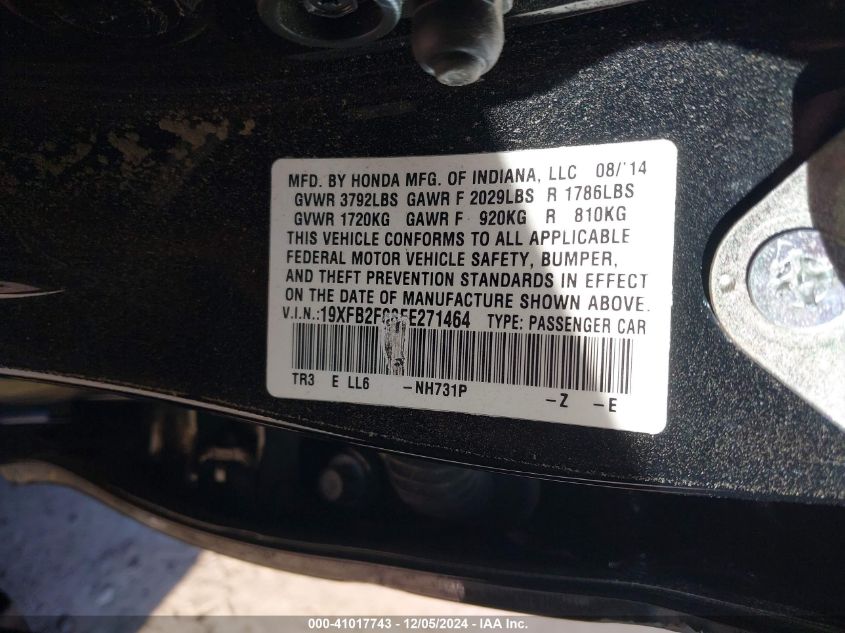 MFD. BY HONDA MFG. OF INDIANA, LLC 08/'14
GVWR 3792LBS GAWR F 2029LBS R 1786LBS
GVWR 1720KG GAWR F 920KG R 810KG
THIS VEHICLE CONFORMS TO ALL APPLICABLE
FEDERAL MOTOR VEHICLE SAFETY, BUMPER,
AND THEFT PREVENTION STANDARDS IN EFFECT
ON THE DATE OF MANUFACTURE SHOWN ABOVE.
V.I.N.: TYPE: PASSENGER CAR
TR3 E LL6 -NH731P -Z -E
000-41017743 - 12/05/2024 - IAA Inc.